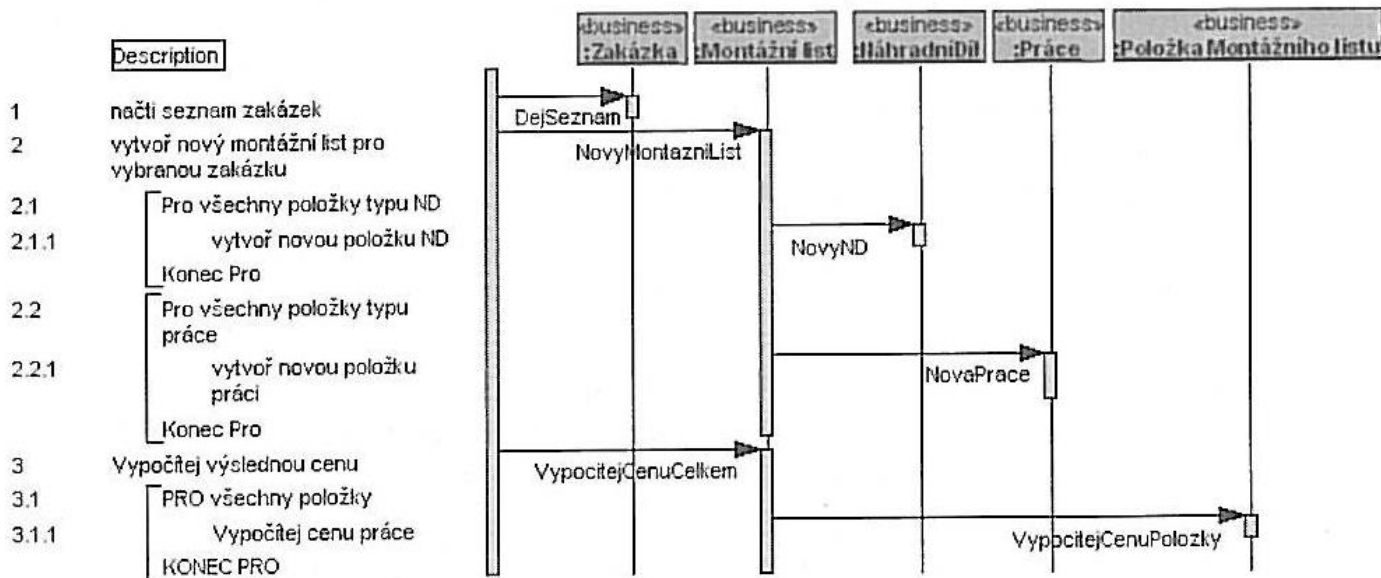 «business» «business» «business» «business» «business»
:Zakázka :Montážní list :NáhradníDíl :Práce :Položka Montážního listu
Description
1 načti seznam zakázek
DejSeznam
2 vytvoř nový montážní list pro
vybranou zakázku
NovyMontazniList
2.1 Pro všechny položky typu ND
2.1.1 vytvoř novou položku ND
NovyND
Konec Pro
2.2 Pro všechny položky typu
práce
2.2.1 vytvoř novou položku
práci
NovaPrace
Konec Pro
3 Vypočítej výslednou cenu
VypocitejCenuCelkem
3.1 PRO všechny položky
3.1.1 Vypočítej cenu práce
VypocitejCenuPolozky
KONEC PRO